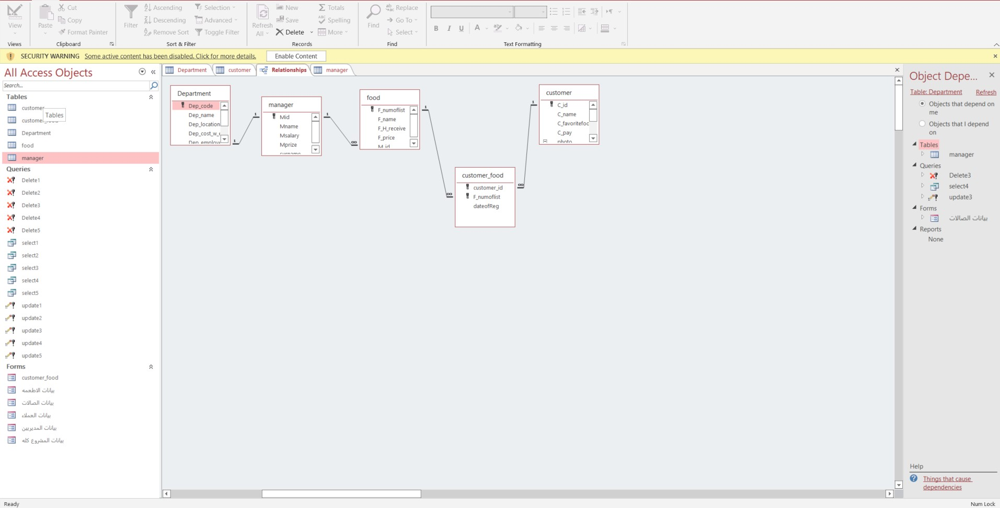 View
Views
Paste
Cut
Copy
Format Painter
Clipboard
Filter
Ascending
Descending
Remove Sort
Selection
Advanced
Toggle Filter
Sort & Filter
Refresh
All
New
Save
Delete
Totals
Spelling
More
Records
Find
Replace
Go To
Select
Find
B I U
Text Formatting
SECURITY WARNING Some active content has been disabled. Click for more details. Enable Content
All Access Objects
Search...
Tables
customer
Tables
Department
food
manager
Queries
Delete1
Delete2
Delete3
Delete4
Delete5
select1
select2
select3
select4
select5
update1
update2
update3
update4
update5
Forms
customer_food
بيانات الاطعمه
بيانات الصالات
بيانات العملاء
بيانات المديريين
بيانات المشروع كله
Department customer Relationships manager
Department
Dep_code
Dep_name
Dep_location
Dep_cost_w_
1
1
manager
Mid
Mname
Msalary
Mprize
surname
1
∞
food
F_numoflist
F_name
F_H_receive
F_price
M_id
1
∞
customer_food
customer_id
F_numoflist
dateofReg
∞
1
customer
C_id
C_name
C_favoritefoc
C_pay
photo
Object Depe...
Table: Department Refresh
Objects that depend on
me
Objects that I depend
on
Tables
manager
Queries
Delete3
select4
update3
Forms
بيانات الصالات
Reports
None
Help
Things that cause
dependencies
Ready
Num Lock